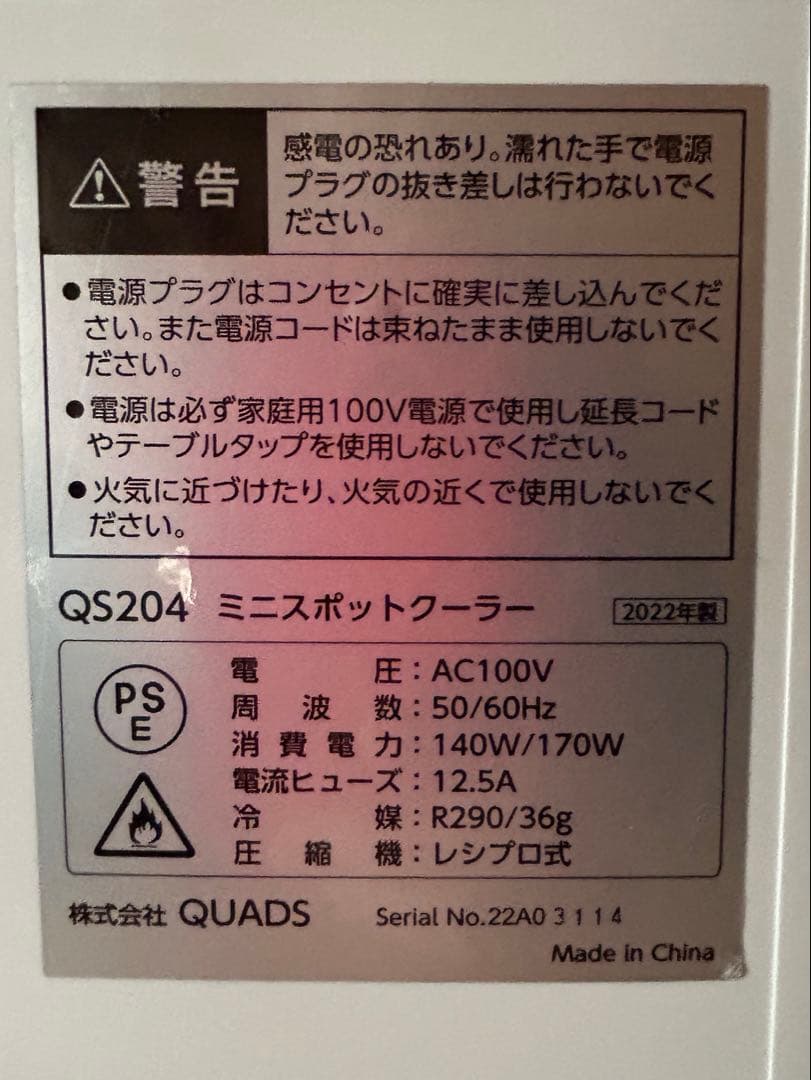 警告
感電の恐れあり。濡れた手で電源
プラグの抜き差しは行わないでく
ださい。
●電源プラグはコンセントに確実に差し込んでくだ
さい。また電源コードは束ねたまま使用しないでく
ださい。
●電源は必ず家庭用100V電源で使用し延長コード
やテーブルタップを使用しないでください。
●火気に近づけたり、火気の近くで使用しないでく
ださい。
QS204 ミニスポットクーラー 2022年製
PS
E
電圧：AC100V
周波数：50/60Hz
消費電力：140W/170W
電流ヒューズ：12.5A
冷媒：R290/36g
圧縮機：レシプロ式
株式会社 QUADS Serial No.22A03114
Made in China